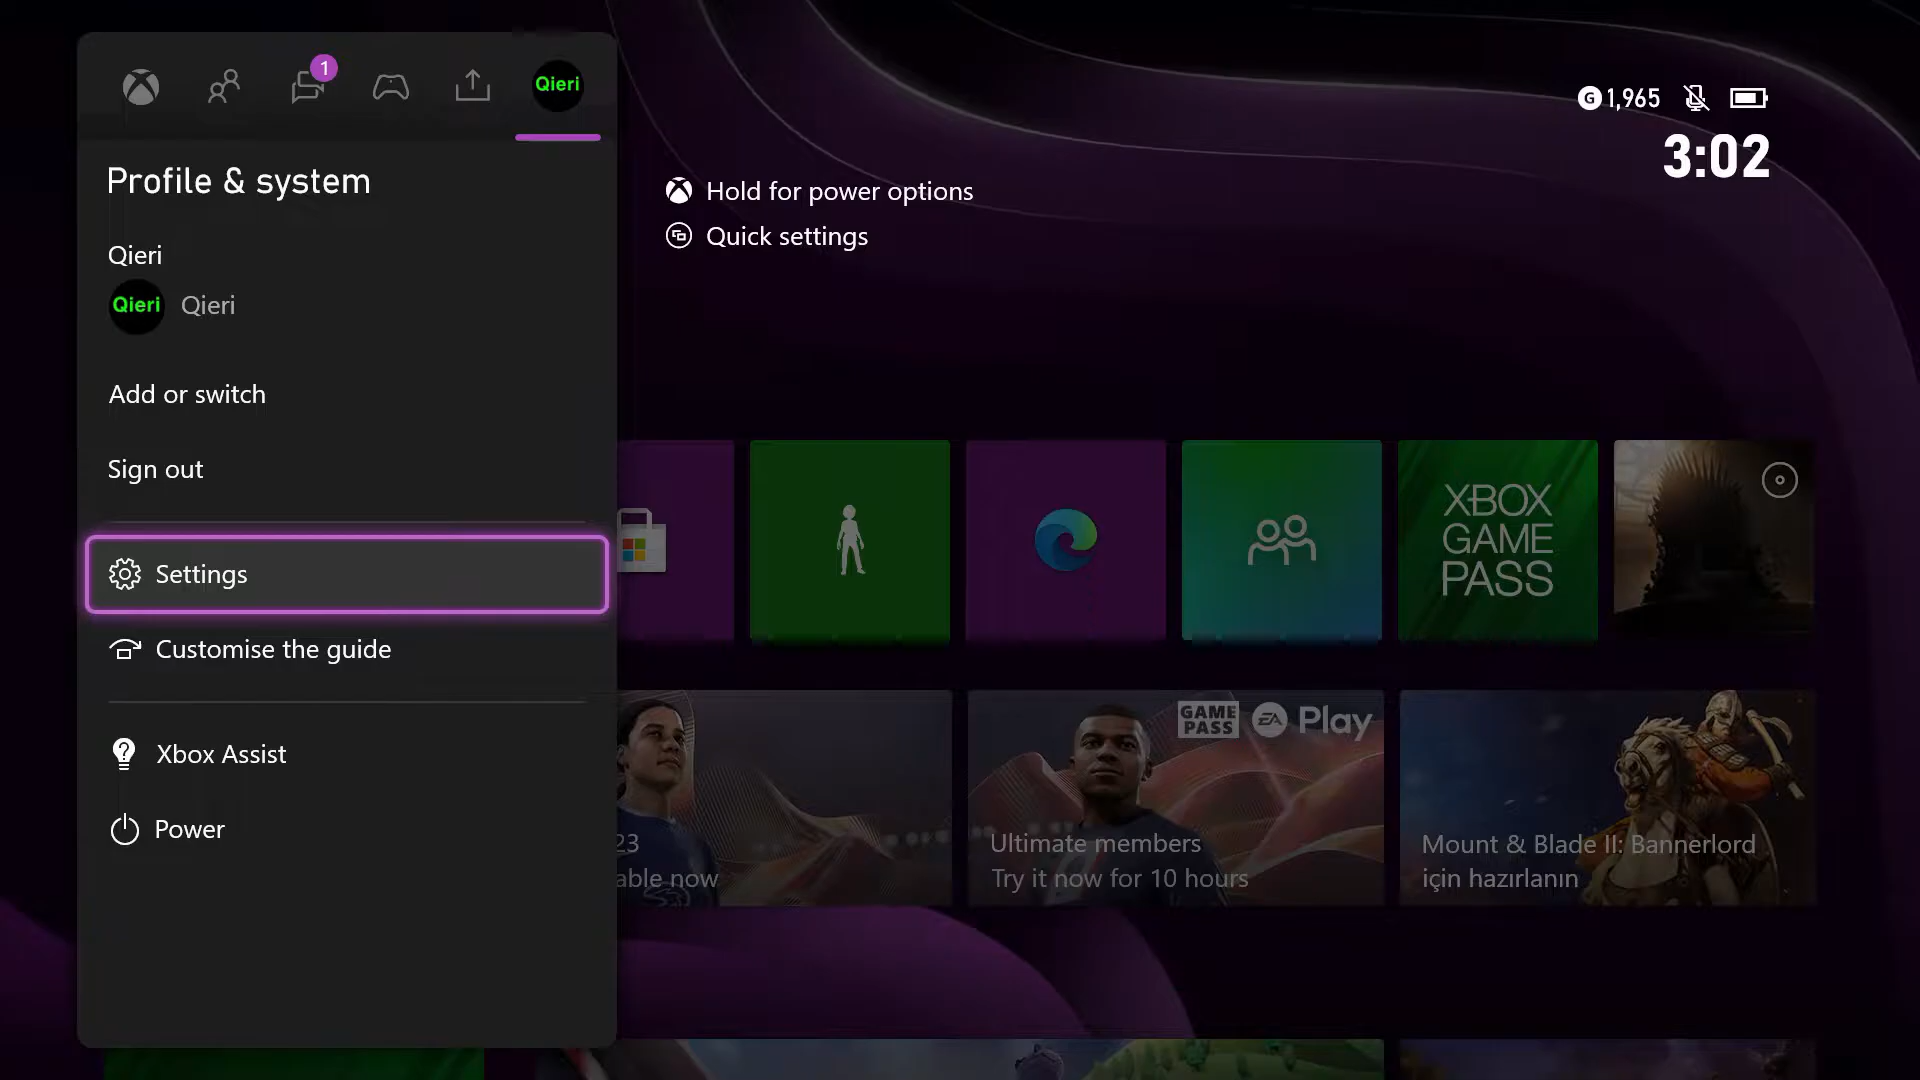 1
Qieri
Profile & system
Qieri
Qieri
Qieri
Add or switch
Sign out
Settings
Customise the guide
Xbox Assist
Power
Hold for power options
Quick settings
G 1,965
3:02
XBOX
GAME
PASS
23
able now
GAME
PASS
EA Play
Ultimate members
Try it now for 10 hours
Mount & Blade II: Bannerlord
için hazırlanın